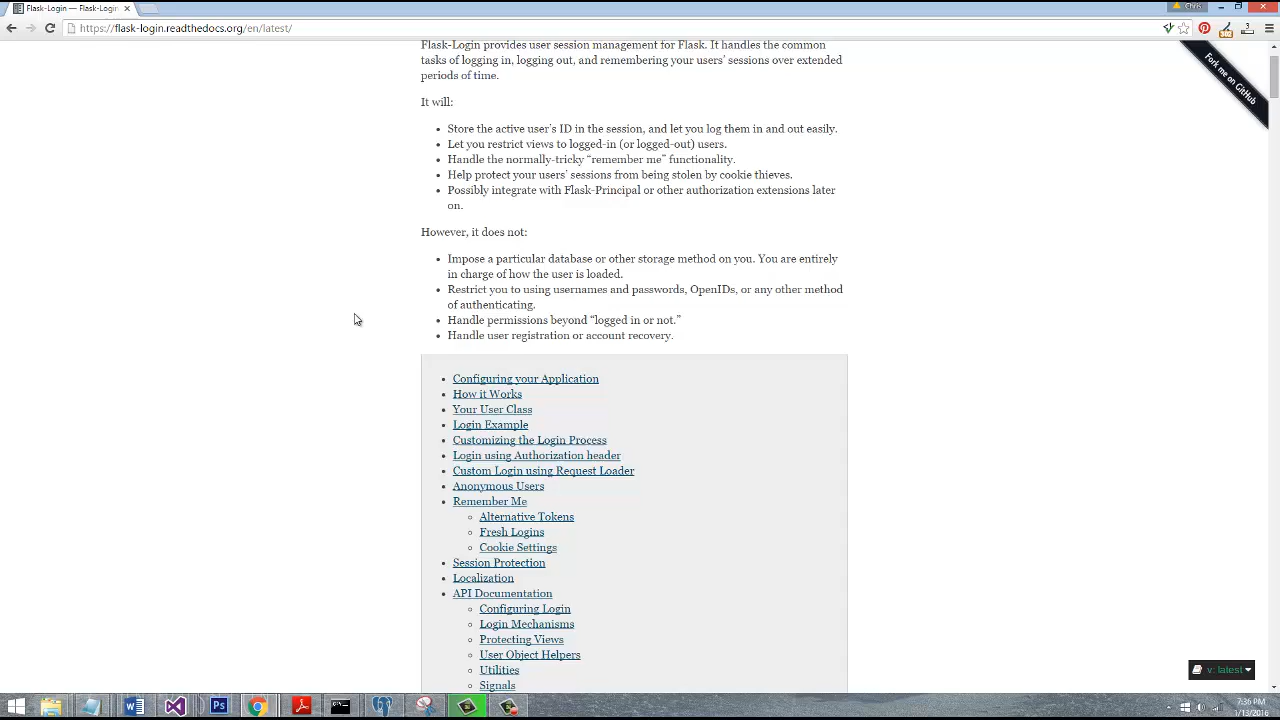 Flask-Login — Flask-Login
Chris
https://flask-login.readthedocs.org/en/latest/
302
3
Flask-Login provides user session management for Flask. It handles the common
tasks of logging in, logging out, and remembering your users’ sessions over extended
periods of time.
Fork me on GitHub
It will:
Store the active user’s ID in the session, and let you log them in and out easily.
Let you restrict views to logged-in (or logged-out) users.
Handle the normally-tricky “remember me” functionality.
Help protect your users’ sessions from being stolen by cookie thieves.
Possibly integrate with Flask-Principal or other authorization extensions later
on.
However, it does not:
Impose a particular database or other storage method on you. You are entirely
in charge of how the user is loaded.
Restrict you to using usernames and passwords, OpenIDs, or any other method
of authenticating.
Handle permissions beyond “logged in or not.”
Handle user registration or account recovery.
Configuring your Application
How it Works
Your User Class
Login Example
Customizing the Login Process
Login using Authorization header
Custom Login using Request Loader
Anonymous Users
Remember Me
Alternative Tokens
Fresh Logins
Cookie Settings
Session Protection
Localization
API Documentation
Configuring Login
Login Mechanisms
Protecting Views
User Object Helpers
Utilities
Signals
v: latest
Ps
7:36 PM
1/13/2016